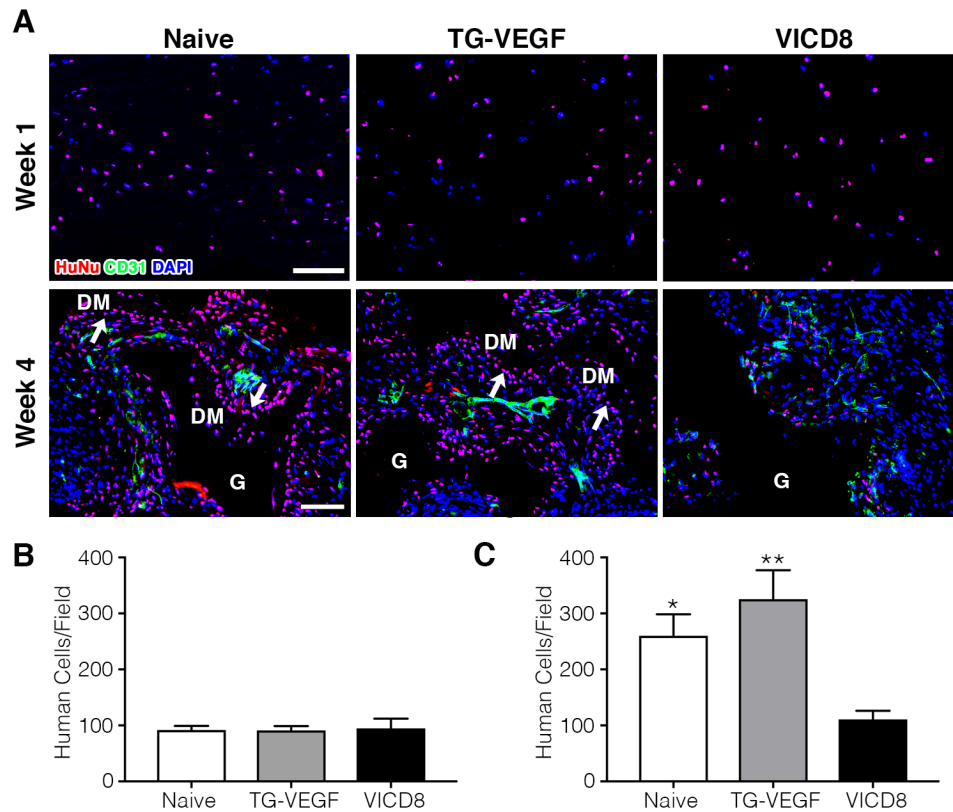 A
Naive TG-VEGF VICD8
Week 1
HuNu CD31 DAPI
Week 4
DM
DM
G
DM
DM
G
G
B
Human Cells/Field
400
300
200
100
0
Naive TG-VEGF VICD8
C
Human Cells/Field
400
300
200
100
0
*
**
Naive TG-VEGF VICD8